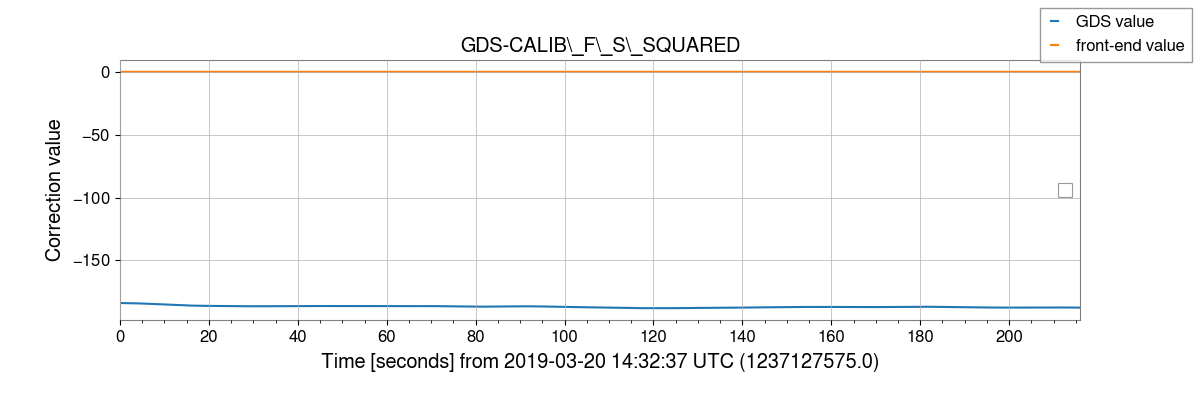 GDS value
front-end value
GDS-CALIB\_F\_S\_SQUARED
Correction value
0
−50
−100
−150
0 20 40 60 80 100 120 140 160 180 200
Time [seconds] from 2019-03-20 14:32:37 UTC (1237127575.0)